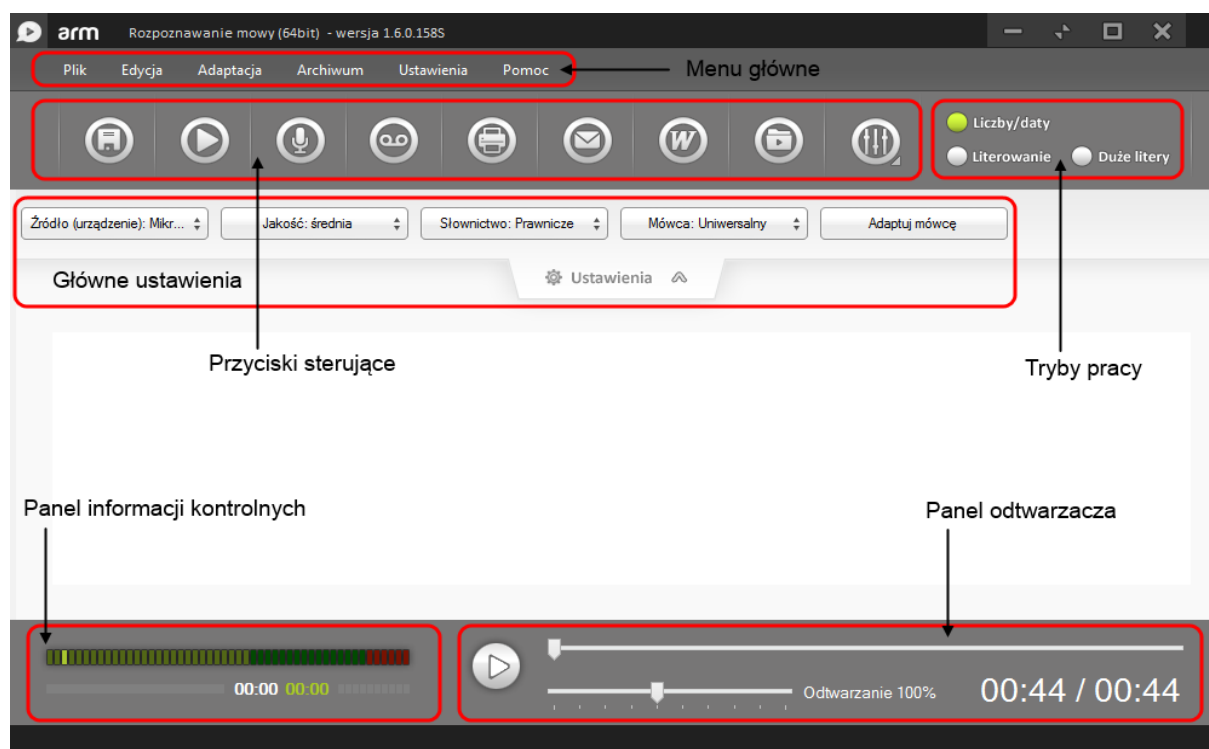 arm Rozpoznawanie mowy (64bit) - wersja 1.6.0.158S
Plik Edycja Adaptacja Archiwum Ustawienia Pomoc Menu główne
W
Liczby/daty
Literowanie Duże litery
Źródło (urządzenie): Mikr... Jakość: średnia Słownictwo: Prawnicze Mówca: Uniwersalny Adaptuj mówcę
Główne ustawienia Ustawienia
Przyciski sterujące Tryby pracy
Panel informacji kontrolnych Panel odtwarzacza
00:00 00:00 Odtwarzanie 100% 00:44 / 00:44